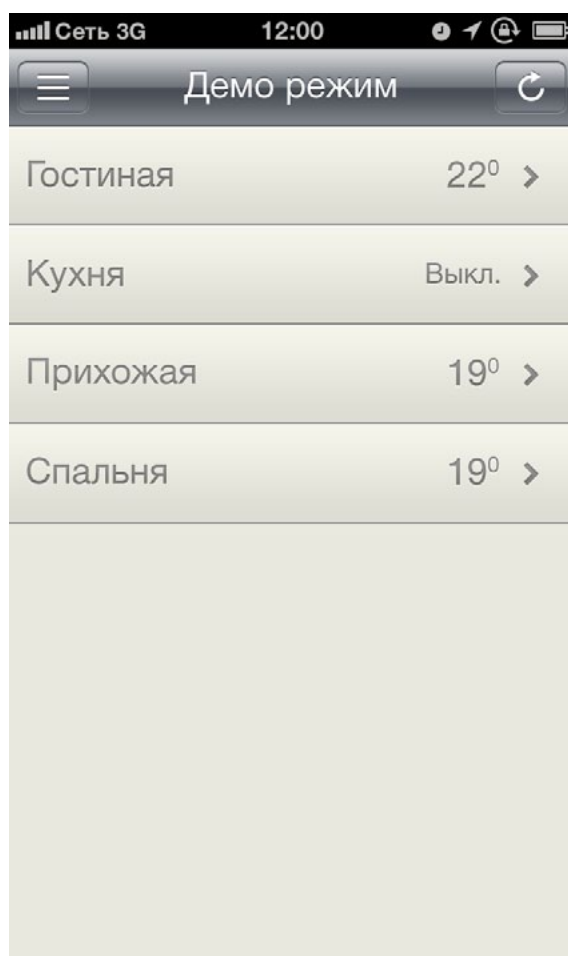 Сеть 3G 12:00
Демо режим
Гостиная 22⁰
Кухня Выкл.
Прихожая 19⁰
Спальня 19⁰